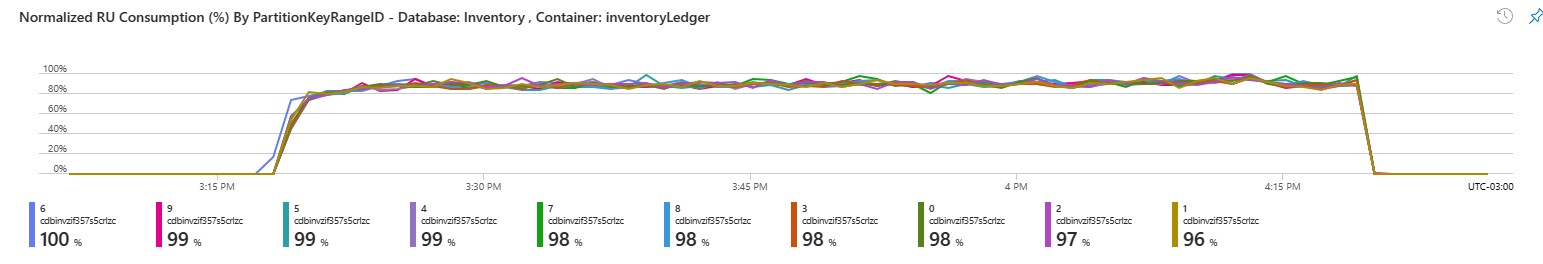 Normalized RU Consumption (%) By PartitionKeyRangeID - Database: Inventory , Container: inventoryLedger
100%
80%
60%
40%
20%
0%
3:15 PM 3:30 PM 3:45 PM 4 PM 4:15 PM UTC-03:00
6 9 5 4 7 8 3 0 2 1
cdbinvzif357s5crlzc cdbinvzif357s5crlzc cdbinvzif357s5crlzc cdbinvzif357s5crlzc cdbinvzif357s5crlzc cdbinvzif357s5crlzc cdbinvzif357s5crlzc cdbinvzif357s5crlzc cdbinvzif357s5crlzc cdbinvzif357s5crlzc
100 % 99 % 99 % 99 % 98 % 98 % 98 % 98 % 97 % 96 %